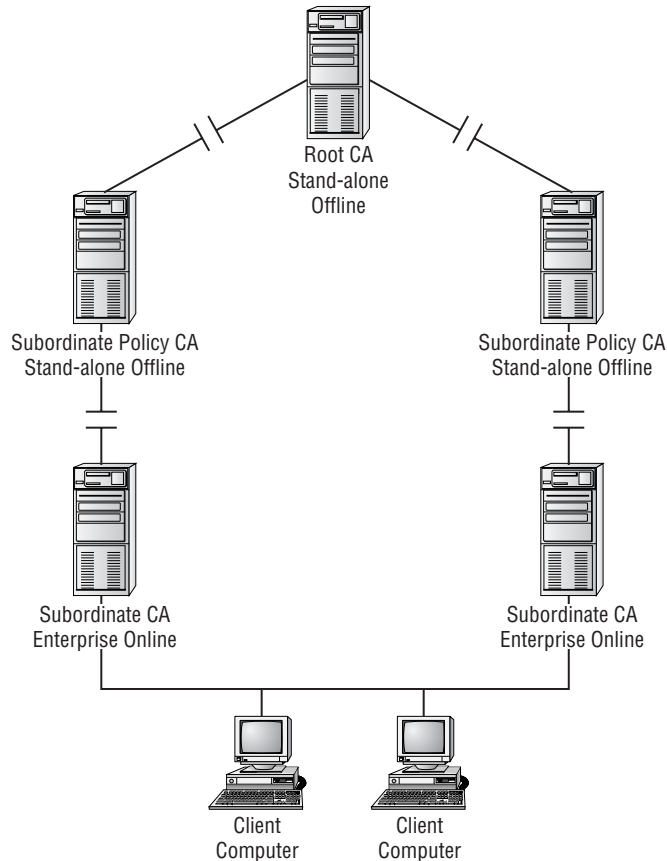 Root CA
Stand-alone
Offline
Subordinate Policy CA
Stand-alone Offline
Subordinate Policy CA
Stand-alone Offline
Subordinate CA
Enterprise Online
Subordinate CA
Enterprise Online
Client
Computer
Client
Computer